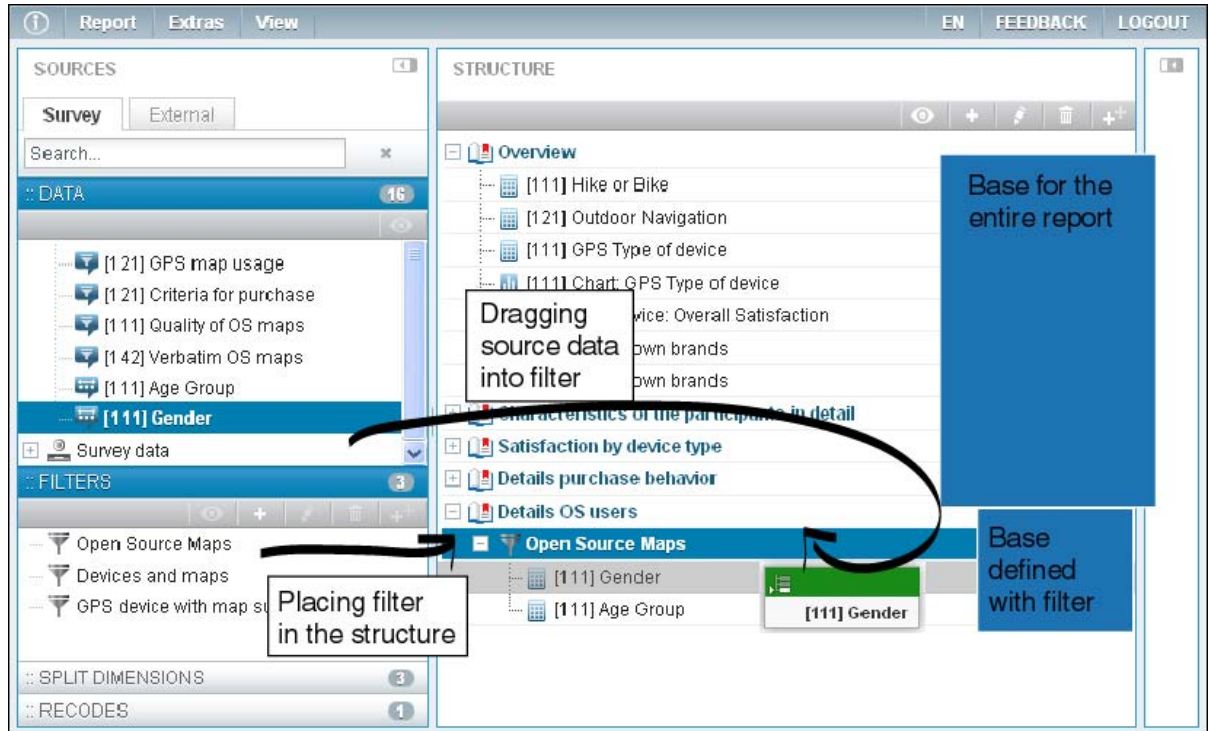 Report Extras View EN FEEDBACK LOGOUT
SOURCES
Survey External
Search...
:: DATA 16
[121] GPS map usage
[121] Criteria for purchase
[111] Quality of OS maps
[142] Verbatim OS maps
[111] Age Group
[111] Gender
Survey data
:: FILTERS 3
Open Source Maps
Devices and maps
GPS device with map su
:: SPLIT DIMENSIONS 3
:: RECODES 1
STRUCTURE
Overview
[111] Hike or Bike
[121] Outdoor Navigation
[111] GPS Type of device
[111] Chart: GPS Type of device
vice: Overall Satisfaction
own brands
own brands
Characteristics of the participants in detail
Satisfaction by device type
Details purchase behavior
Details OS users
Open Source Maps
[111] Gender
[111] Age Group
[111] Gender
Dragging
source data
into filter
Placing filter
in the structure
Base for the
entire report
Base
defined
with filter